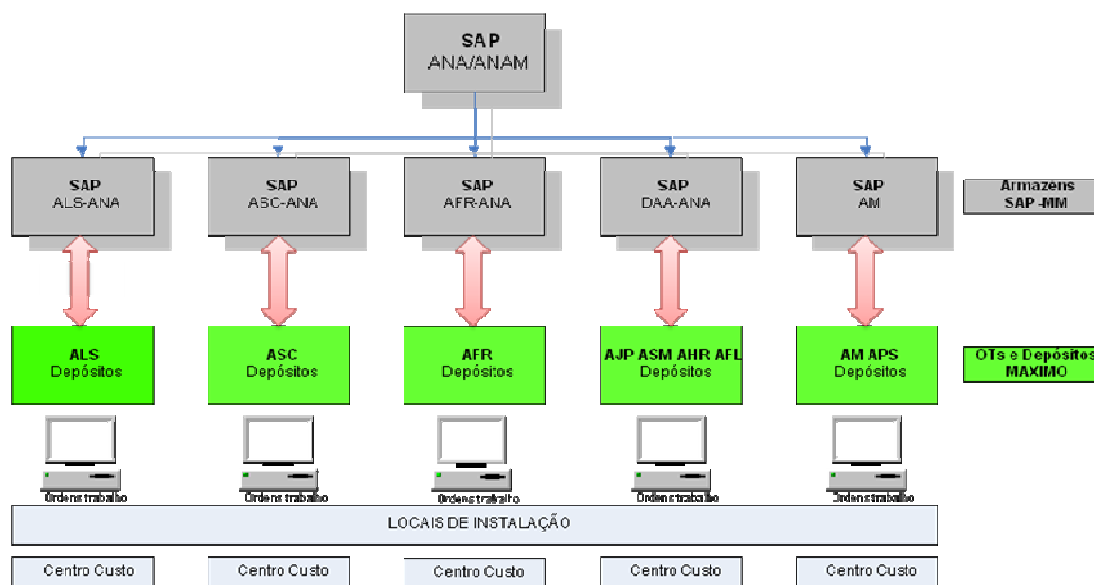 SAP
ANA/ANAM
SAP
ALS-ANA
SAP
ASC-ANA
SAP
AFR-ANA
SAP
DAA-ANA
SAP
AM
Armazéns
SAP -MM
ALS
Depósitos
ASC
Depósitos
AFR
Depósitos
AJP ASM AHR AFL
Depósitos
AM APS
Depósitos
OTs e Depósitos
MAXIMO
Ordens trabalho
Ordens trabalho
Ordens trabalho
Ordens trabalho
Ordens trabalho
LOCAIS DE INSTALAÇÃO
Centro Custo
Centro Custo
Centro Custo
Centro Custo
Centro Custo